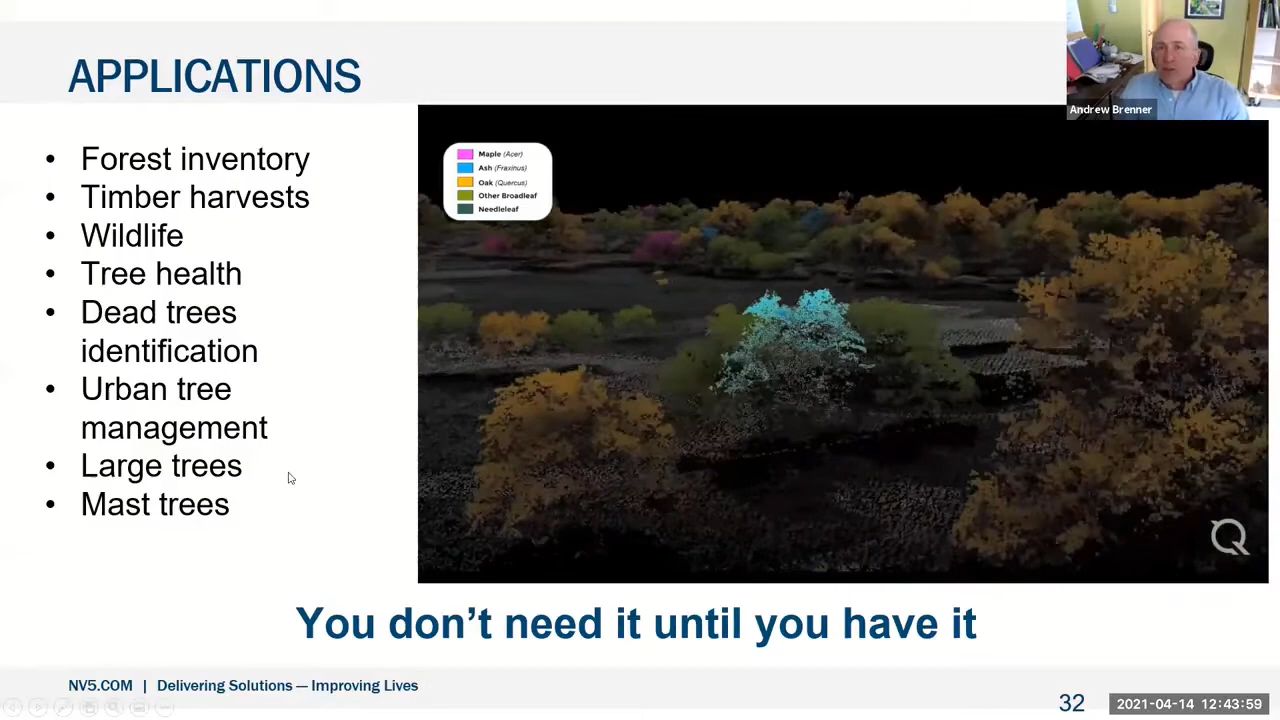 APPLICATIONS
Andrew Brenner
• Forest inventory
• Timber harvests
• Wildlife
• Tree health
• Dead trees
identification
• Urban tree
management
• Large trees
• Mast trees
Maple (Acer)
Ash (Fraxinus)
Oak (Quercus)
Other Broadleaf
Needleleaf
You don’t need it until you have it
NV5.COM | Delivering Solutions — Improving Lives
32
2021-04-14 12:43:59